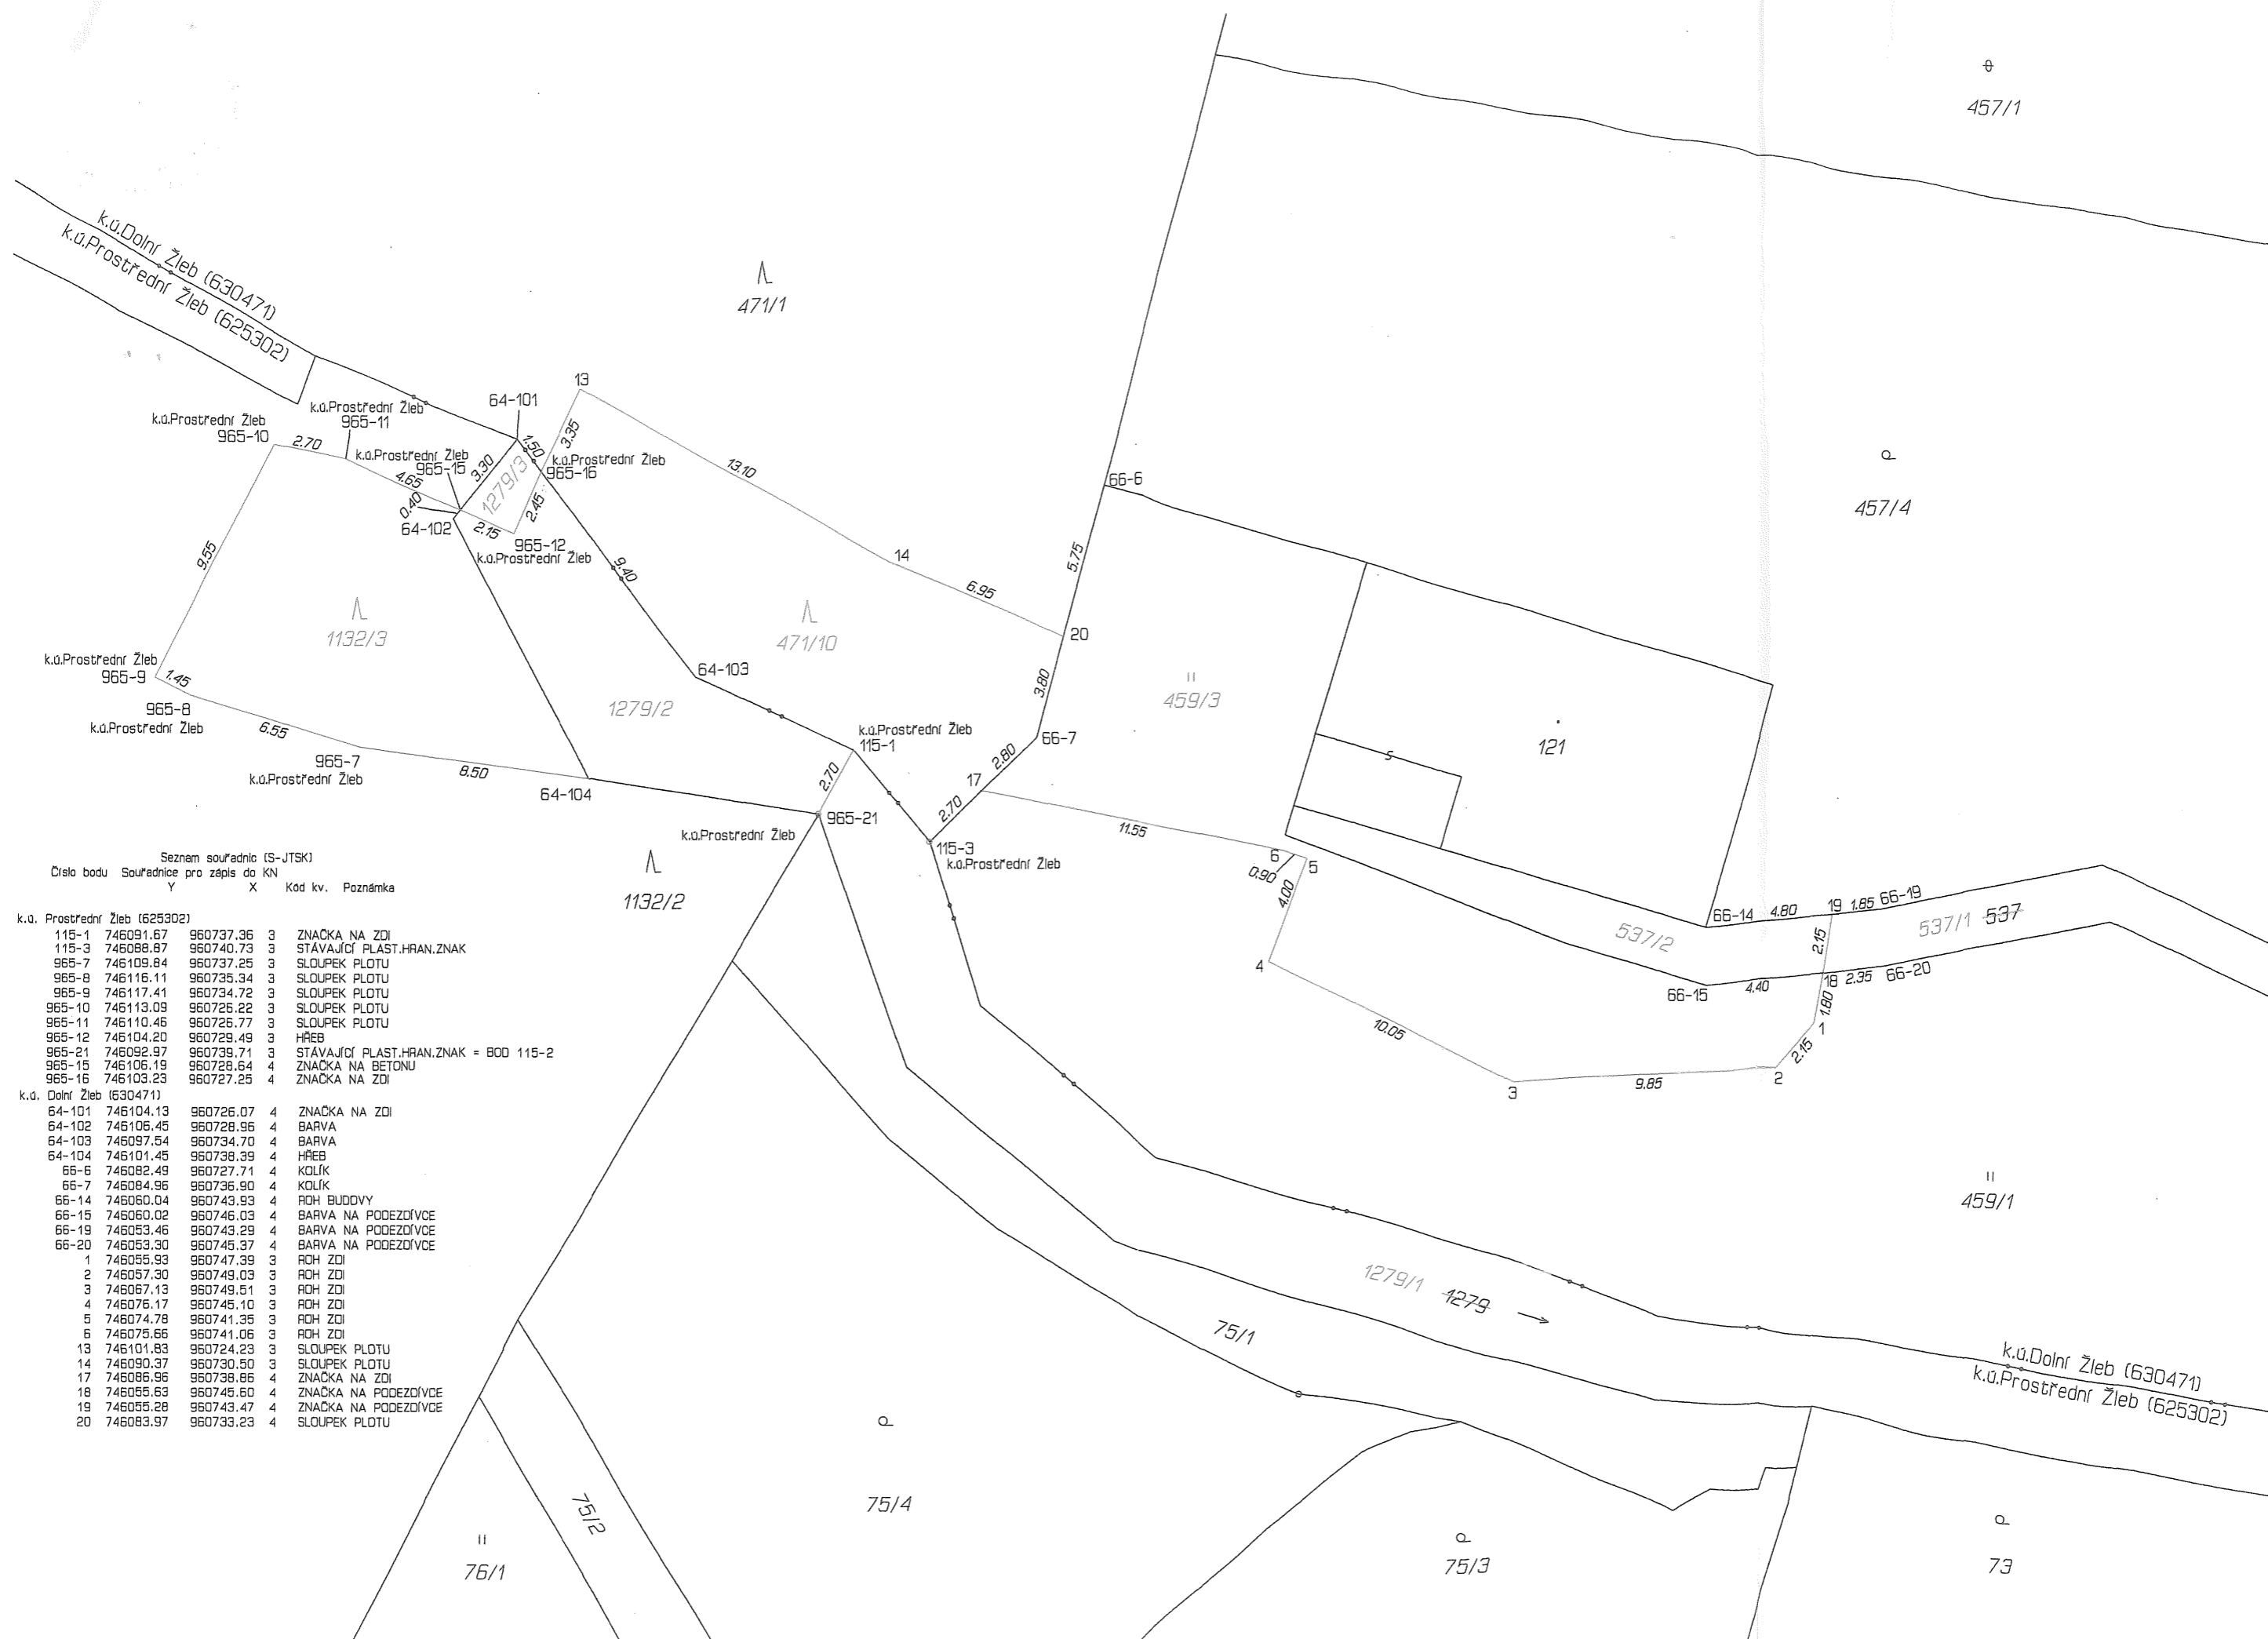 457/1
k.ú.Dolní Žleb (630471)
k.ú.Prostřední Žleb (625302)
471/1
13
64-101
k.ú.Prostřední Žleb
965-11
k.ú.Prostřední Žleb
965-10
2.70
1.50
3.35
k.ú.Prostřední Žleb
965-15
k.ú.Prostřední Žleb
965-16
3.30
4.65
1279/3
2.45
0.40
64-102
2.15
965-12
k.ú.Prostřední Žleb
13.10
66-6
457/4
9.55
9.40
14
5.75
6.95
20
1132/3
471/10
k.ú.Prostřední Žleb
965-9
1.45
64-103
3.80
459/3
965-8
k.ú.Prostřední Žleb
1279/2
6.55
k.ú.Prostřední Žleb
115-1
66-7
121
s
965-7
k.ú.Prostřední Žleb
8.50
64-104
2.70
17
2.80
2.70
965-21
k.ú.Prostřední Žleb
11.55
115-3
k.ú.Prostřední Žleb
6
5
0.90
4.00
1132/2
66-14
4.80
19
1.85
66-19
537/1
537
537/2
2.15
4
66-15
4.40
18
2.35
66-20
1.80
1
10.05
2.15
9.85
3
2
459/1
1279/1
1279
75/1
k.ú.Dolní Žleb (630471)
k.ú.Prostřední Žleb (625302)
75/4
75/2
76/1
75/3
73
Seznam souřadnic (S-JTSK)
Číslo bodu Souřadnice pro zápis do KN
Y X Kód kv. Poznámka
k.ú. Prostřední Žleb (625302)
115-1 746091.67 960737.36 3 ZNAČKA NA ZDI
115-3 746088.87 960740.73 3 STÁVAJÍCÍ PLAST.HRAN.ZNAK
965-7 746109.84 960737.25 3 SLOUPEK PLOTU
965-8 746116.11 960735.34 3 SLOUPEK PLOTU
965-9 746117.41 960734.72 3 SLOUPEK PLOTU
965-10 746113.09 960726.22 3 SLOUPEK PLOTU
965-11 746110.46 960726.77 3 SLOUPEK PLOTU
965-12 746104.20 960729.49 3 HŘEB
965-21 746092.97 960739.71 3 STÁVAJÍCÍ PLAST.HRAN.ZNAK = BOD 115-2
965-15 746106.19 960728.64 4 ZNAČKA NA BETONU
965-16 746103.23 960727.25 4 ZNAČKA NA ZDI
k.ú. Dolní Žleb (630471)
64-101 746104.13 960726.07 4 ZNAČKA NA ZDI
64-102 746106.45 960728.96 4 BARVA
64-103 746097.54 960734.70 4 BARVA
64-104 746101.45 960738.39 4 HŘEB
66-6 746082.49 960727.71 4 KOLÍK
66-7 746084.96 960736.90 4 KOLÍK
66-14 746060.04 960743.93 4 ROH BUDOVY
66-15 746060.02 960746.03 4 BARVA NA PODEZDÍVCE
66-19 746053.46 960743.29 4 BARVA NA PODEZDÍVCE
66-20 746053.30 960745.37 4 BARVA NA PODEZDÍVCE
1 746055.93 960747.39 3 ROH ZDI
2 746057.30 960749.03 3 ROH ZDI
3 746067.13 960749.51 3 ROH ZDI
4 746076.17 960745.10 3 ROH ZDI
5 746074.78 960741.35 3 ROH ZDI
6 746075.66 960741.06 3 ROH ZDI
13 746101.83 960724.23 3 SLOUPEK PLOTU
14 746090.37 960730.50 3 SLOUPEK PLOTU
17 746086.96 960738.86 4 ZNAČKA NA ZDI
18 746055.63 960745.60 4 ZNAČKA NA PODEZDÍVCE
19 746055.28 960743.47 4 ZNAČKA NA PODEZDÍVCE
20 746083.97 960733.23 4 SLOUPEK PLOTU